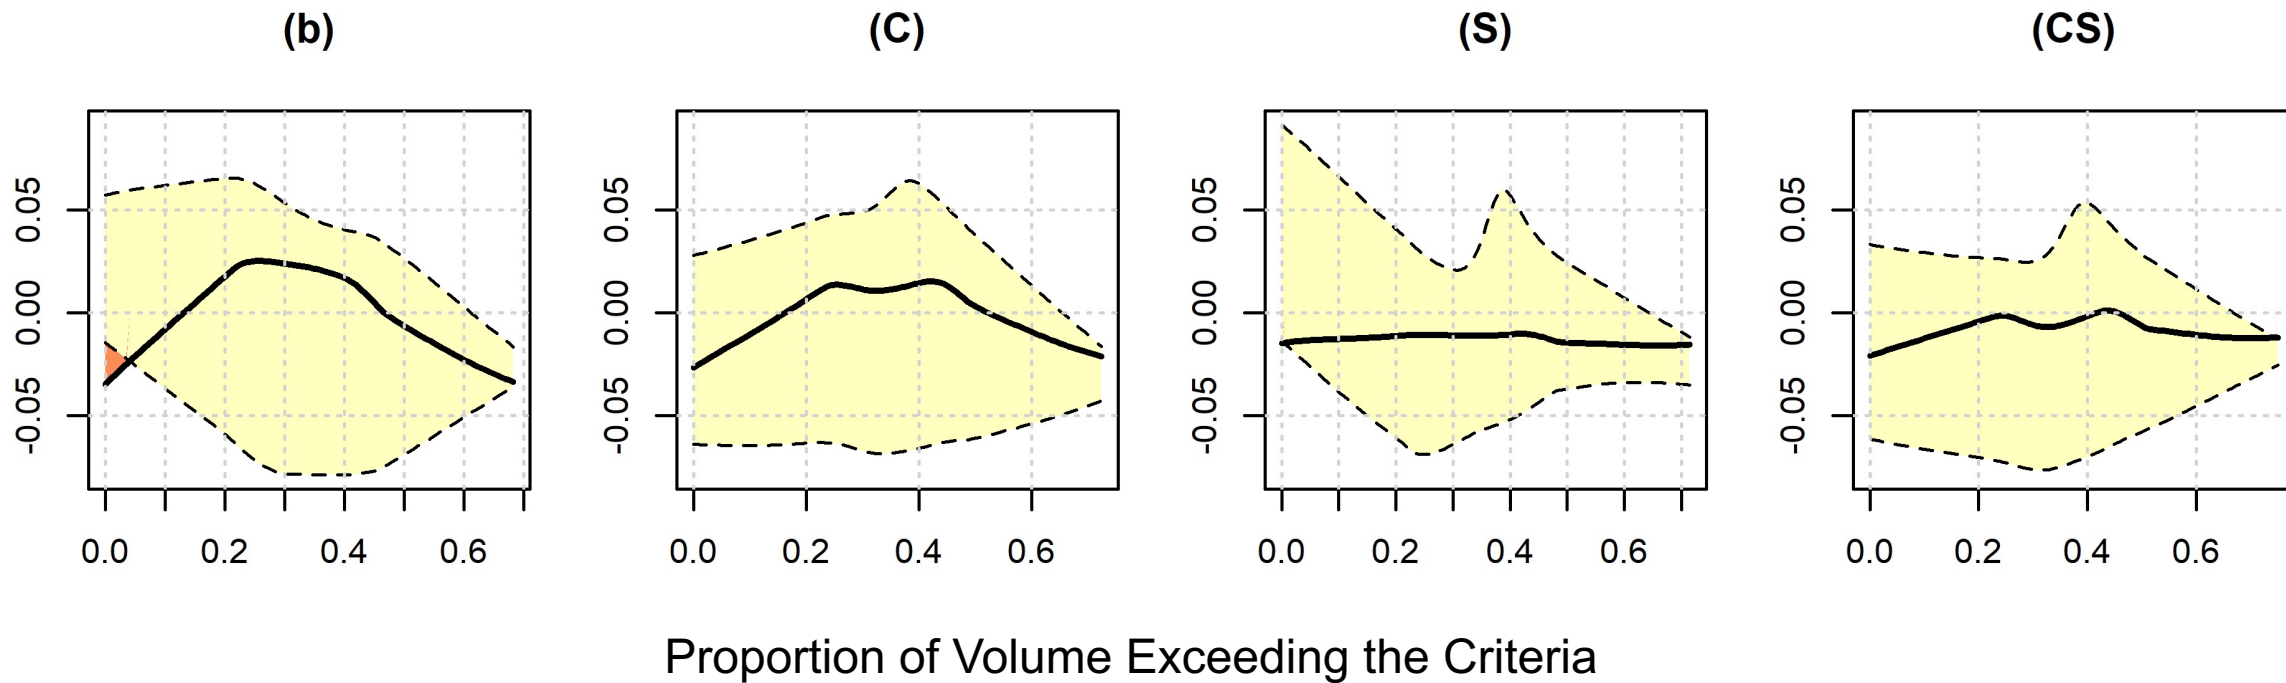 (b) (C) (S) (CS)
0.05 0.05 0.05 0.05
0.00 0.00 0.00 0.00
-0.05 -0.05 -0.05 -0.05
0.0 0.2 0.4 0.6 0.0 0.2 0.4 0.6 0.0 0.2 0.4 0.6 0.0 0.2 0.4 0.6
Proportion of Volume Exceeding the Criteria